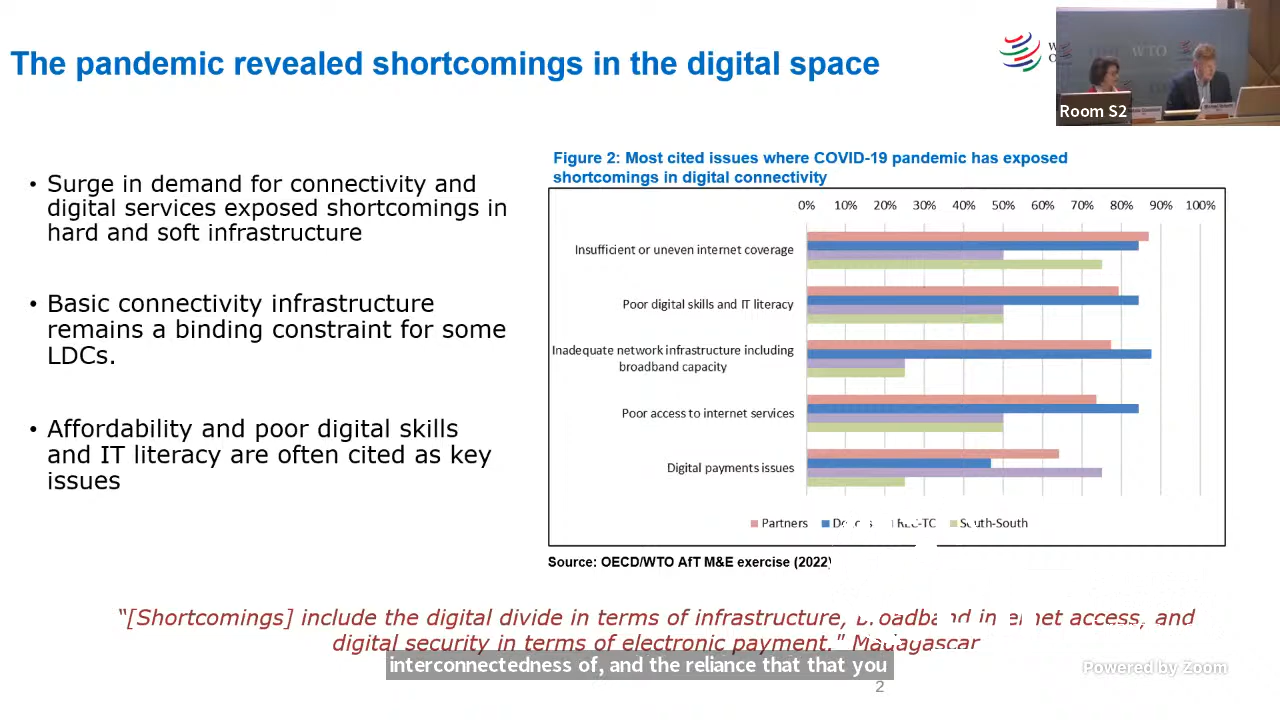 The pandemic revealed shortcomings in the digital space
WTO
Room S2
• Surge in demand for connectivity and
digital services exposed shortcomings in
hard and soft infrastructure
• Basic connectivity infrastructure
remains a binding constraint for some
LDCs.
• Affordability and poor digital skills
and IT literacy are often cited as key
issues
Figure 2: Most cited issues where COVID-19 pandemic has exposed
shortcomings in digital connectivity
0% 10% 20% 30% 40% 50% 60% 70% 80% 90% 100%
Insufficient or uneven internet coverage
Poor digital skills and IT literacy
Inadequate network infrastructure including
broadband capacity
Poor access to internet services
Digital payments issues
Partners South-South
Source: OECD/WTO AfT M&E exercise (2022)
“[Shortcomings] include the digital divide in terms of infrastructure, broadband internet access, and
digital security in terms of electronic payment." Madagascar
interconnectedness of, and the reliance that that you
Powered by Zoom
2